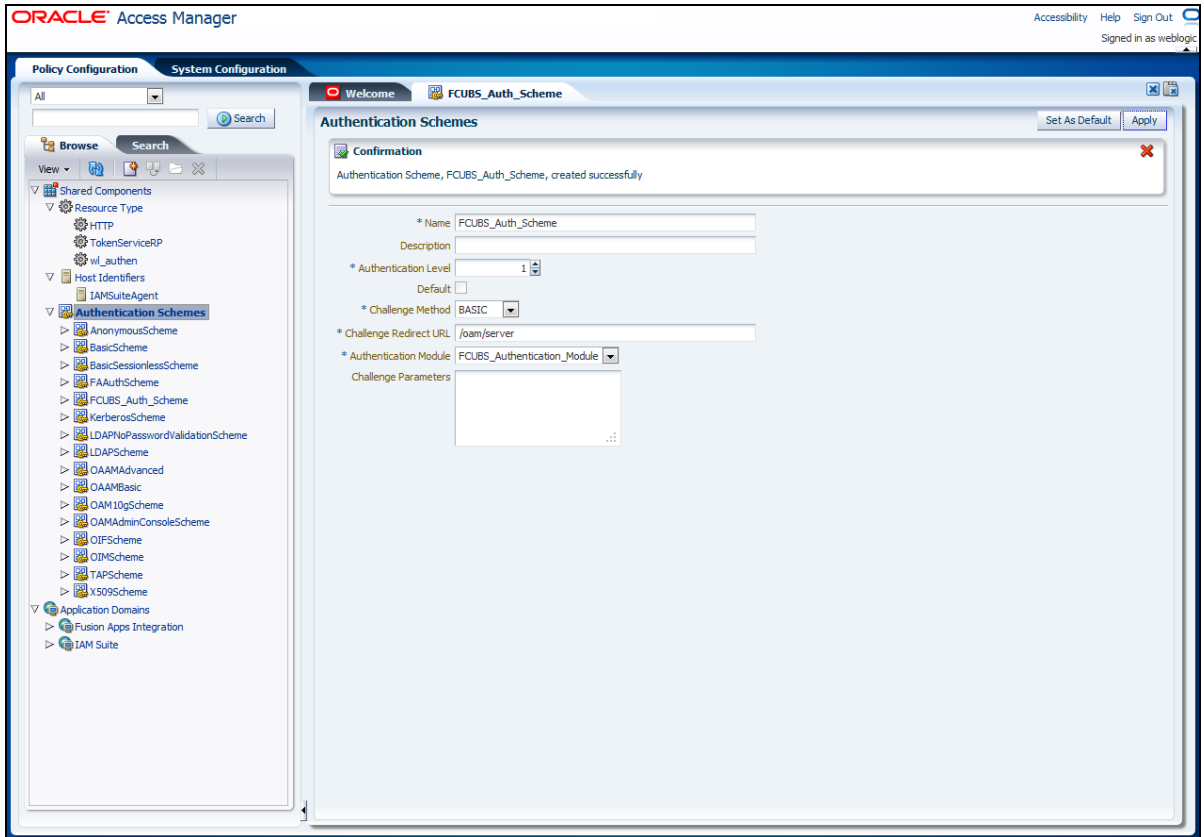 ORACLE Access Manager
Accessibility Help Sign Out
Signed in as weblogic
Policy Configuration System Configuration
All
Search
Browse Search
View
Shared Components
Resource Type
HTTP
TokenServiceRP
wl_authen
Host Identifiers
IAMSuiteAgent
Authentication Schemes
AnonymousScheme
BasicScheme
BasicSessionlessScheme
FAAuthScheme
FCUBS_Auth_Scheme
KerberosScheme
LDAPNoPasswordValidationScheme
LDAPScheme
OAAMAdvanced
OAAMBasic
OAM10gScheme
OAMAdminConsoleScheme
OIFScheme
OIMScheme
TAPScheme
X509Scheme
Application Domains
Fusion Apps Integration
IAM Suite
Welcome FCUBS_Auth_Scheme
Authentication Schemes Set As Default Apply
Confirmation
Authentication Scheme, FCUBS_Auth_Scheme, created successfully
* Name FCUBS_Auth_Scheme
Description
* Authentication Level 1
Default
* Challenge Method BASIC
* Challenge Redirect URL /oam/server
* Authentication Module FCUBS_Authentication_Module
Challenge Parameters